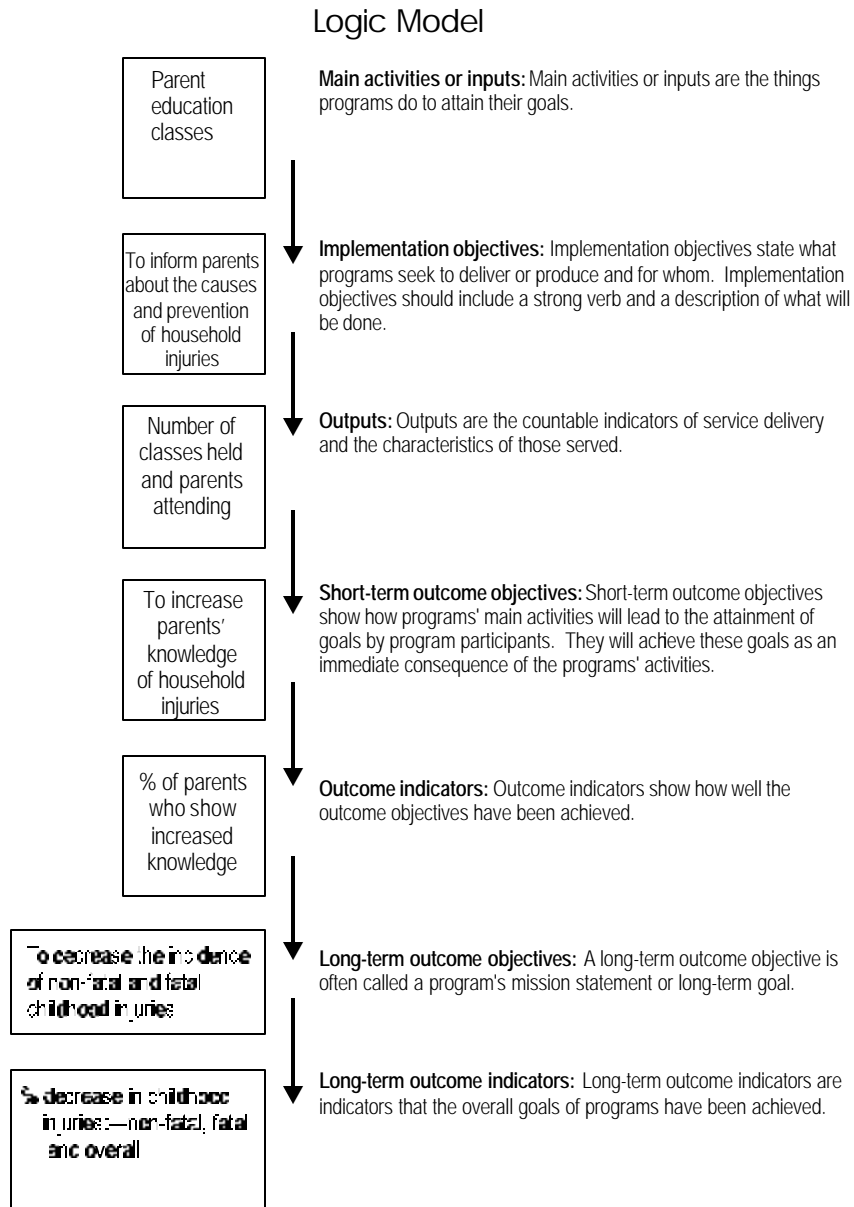 Logic Model
Parent
education
classes
Main activities or inputs: Main activities or inputs are the things
programs do to attain their goals.
To inform parents
about the causes
and prevention
of household
injuries
Implementation objectives: Implementation objectives state what
programs seek to deliver or produce and for whom. Implementation
objectives should include a strong verb and a description of what will
be done.
Number of
classes held
and parents
attending
Outputs: Outputs are the countable indicators of service delivery
and the characteristics of those served.
To increase
parents'
knowledge
of household
injuries
Short-term outcome objectives: Short-term outcome objectives
show how programs' main activities will lead to the attainment of
goals by program participants. They will achieve these goals as an
immediate consequence of the programs' activities.
% of parents
who show
increased
knowledge
Outcome indicators: Outcome indicators show how well the
outcome objectives have been achieved.
To decrease the incidence
of non-fatal and fatal
childhood injuries
Long-term outcome objectives: A long-term outcome objective is
often called a program's mission statement or long-term goal.
% decrease in childhood
injuries—non-fatal, fatal
and overall
Long-term outcome indicators: Long-term outcome indicators are
indicators that the overall goals of programs have been achieved.